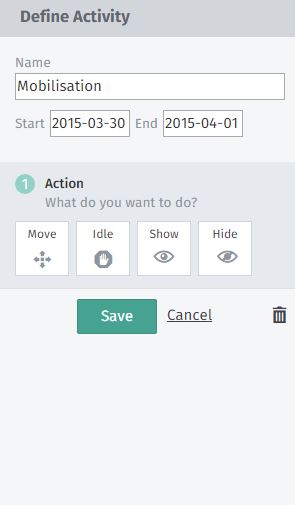 Define Activity
Name
Mobilisation
Start 2015-03-30 End 2015-04-01
1 Action
What do you want to do?
Move Idle Show Hide
Save Cancel